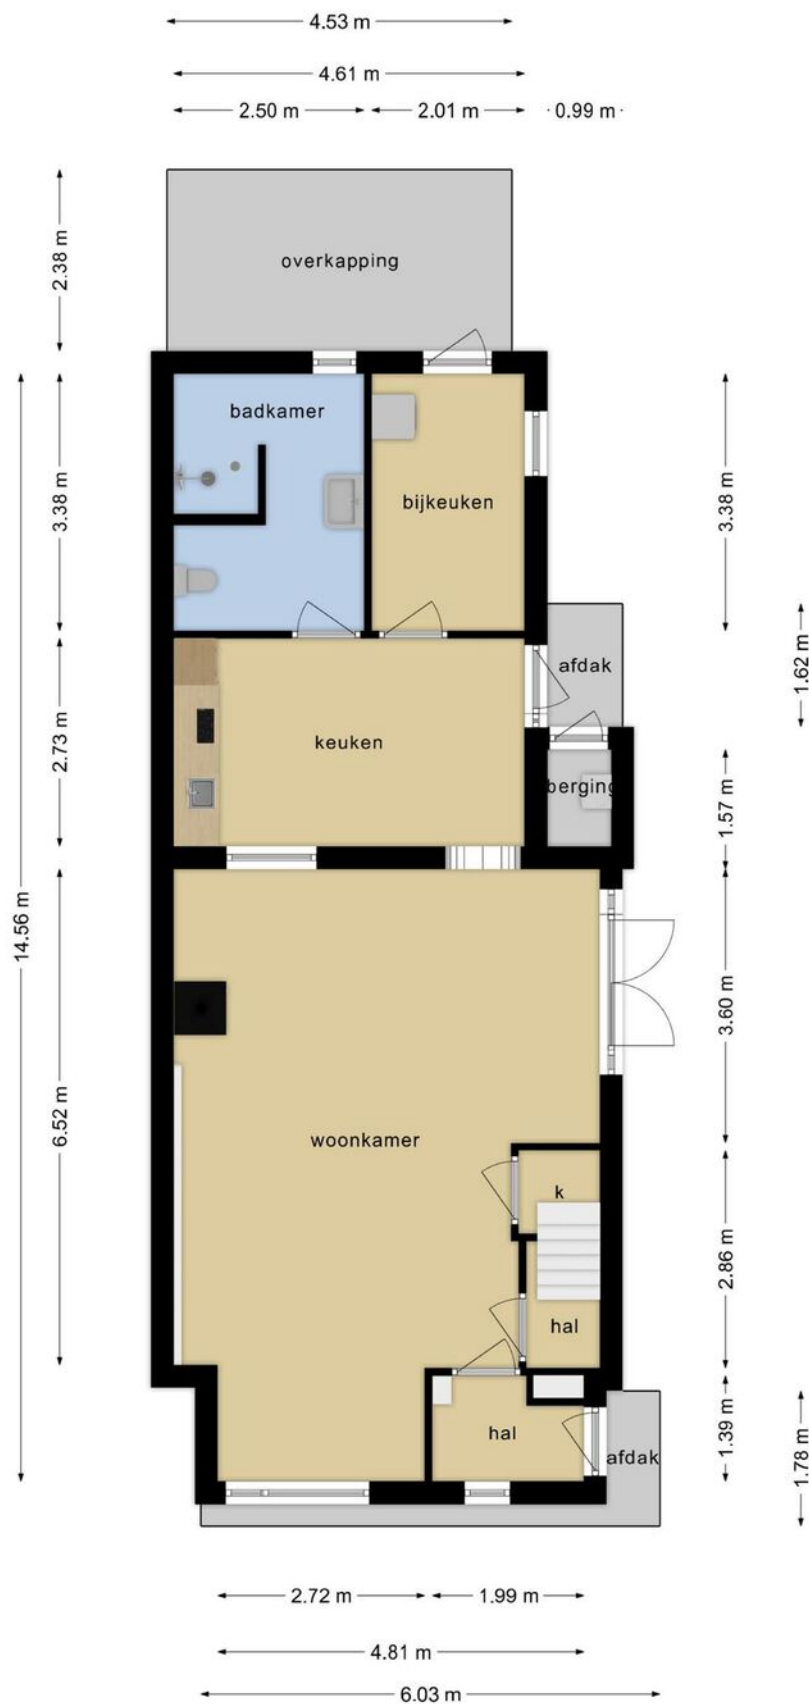 4.53 m
4.61 m
2.50 m
2.01 m
0.99 m
2.38 m
overkapping
badkamer
3.38 m
bijkeuken
3.38 m
afdak
1.62 m
2.73 m
keuken
berging
1.57 m
14.56 m
3.60 m
6.52 m
woonkamer
k
2.86 m
hal
1.39 m
hal
afdak
1.78 m
2.72 m
1.99 m
4.81 m
6.03 m